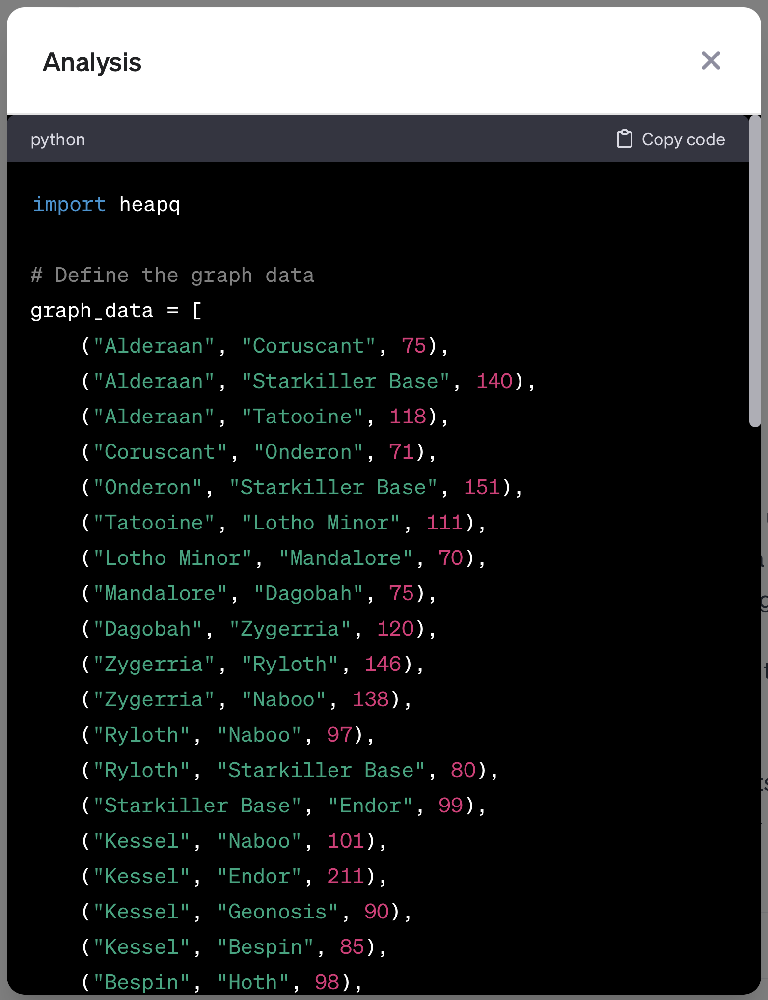 Analysis
python
Copy code
import heapq
# Define the graph data
graph_data = [
    ("Alderaan", "Coruscant", 75),
    ("Alderaan", "Starkiller Base", 140),
    ("Alderaan", "Tatooine", 118),
    ("Coruscant", "Onderon", 71),
    ("Onderon", "Starkiller Base", 151),
    ("Tatooine", "Lotho Minor", 111),
    ("Lotho Minor", "Mandalore", 70),
    ("Mandalore", "Dagobah", 75),
    ("Dagobah", "Zygerria", 120),
    ("Zygerria", "Ryloth", 146),
    ("Zygerria", "Naboo", 138),
    ("Ryloth", "Naboo", 97),
    ("Ryloth", "Starkiller Base", 80),
    ("Starkiller Base", "Endor", 99),
    ("Kessel", "Naboo", 101),
    ("Kessel", "Endor", 211),
    ("Kessel", "Geonosis", 90),
    ("Kessel", "Bespin", 85),
    ("Bespin", "Hoth", 98),